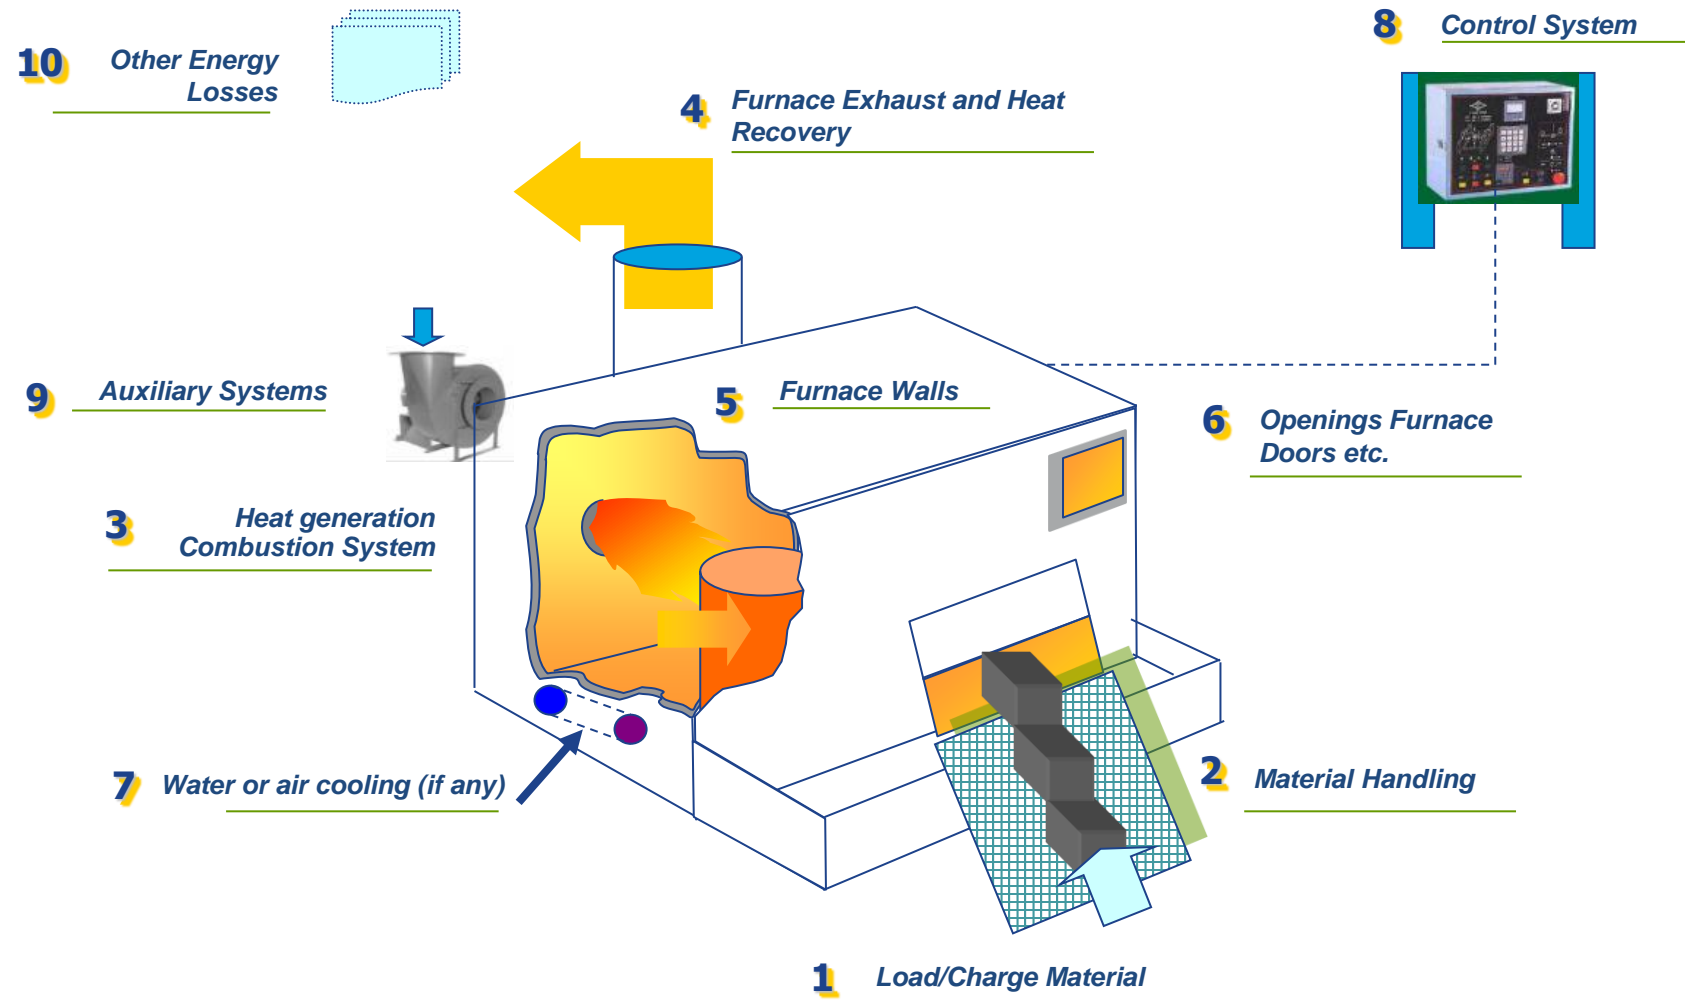 8 Control System
10 Other Energy
Losses
4 Furnace Exhaust and Heat
Recovery
9 Auxiliary Systems
5 Furnace Walls
6 Openings Furnace
Doors etc.
3 Heat generation
Combustion System
7 Water or air cooling (if any)
2 Material Handling
1 Load/Charge Material